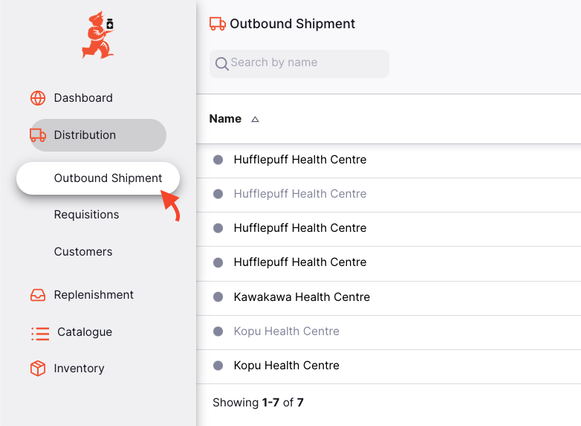 Dashboard
Distribution
Outbound Shipment
Requisitions
Customers
Replenishment
Catalogue
Inventory
Outbound Shipment
Search by name
Name
Hufflepuff Health Centre
Hufflepuff Health Centre
Hufflepuff Health Centre
Hufflepuff Health Centre
Kawakawa Health Centre
Kopu Health Centre
Kopu Health Centre
Showing 1-7 of 7